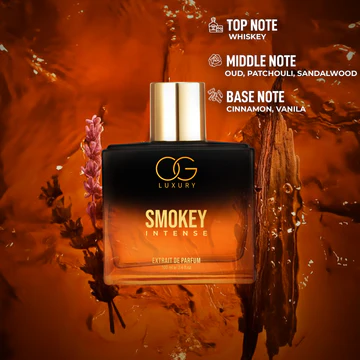 TOP NOTE
WHISKEY
MIDDLE NOTE
OUD, PATCHOULI, SANDALWOOD
BASE NOTE
CINNAMON, VANILA
OG
LUXURY
SMOKEY
INTENSE
EXTRAIT DE PARFUM